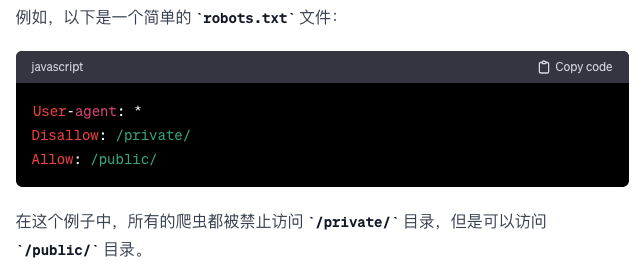 例如，以下是一个简单的 `robots.txt` 文件：
javascript Copy code
User-agent: *
Disallow: /private/
Allow: /public/
在这个例子中，所有的爬虫都被禁止访问 `/private/` 目录，但是可以访问
`/public/` 目录。